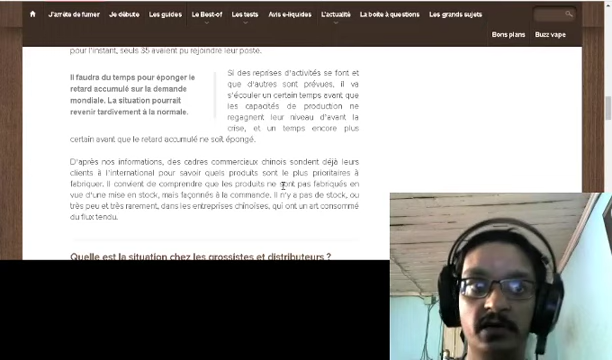 J'arrête de fumer Je débute Les guides Le Best-of Les tests Avis e-liquides L'actualité La boite à questions Les grands sujets
Bons plans Buzz vape
pour l'instant, seuls 35 avaient pu rejoindre leur poste.
Il faudra du temps pour éponger le
retard accumulé sur la demande
mondiale. La situation pourrait
revenir tardivement à la normale.
Si des reprises d'activités se font et
que d'autres sont prévues, il va
s'écouler un certain temps avant que
les capacités de production ne
regagnent leur niveau d'avant la
crise, et un temps encore plus
certain avant que le retard accumulé ne soit épongé.
D'après nos informations, des cadres commerciaux chinois sondent déjà leurs
clients à l'international pour savoir quels produits sont le plus prioritaires à
fabriquer. Il convient de comprendre que les produits ne sont pas fabriqués en
vue d'une mise en stock, mais façonnés à la commande. Il n'y a pas de stock, ou
très peu et très rarement, dans les entreprises chinoises, qui ont un art consommé
du flux tendu.
Quelle est la situation chez les grossistes et distributeurs ?